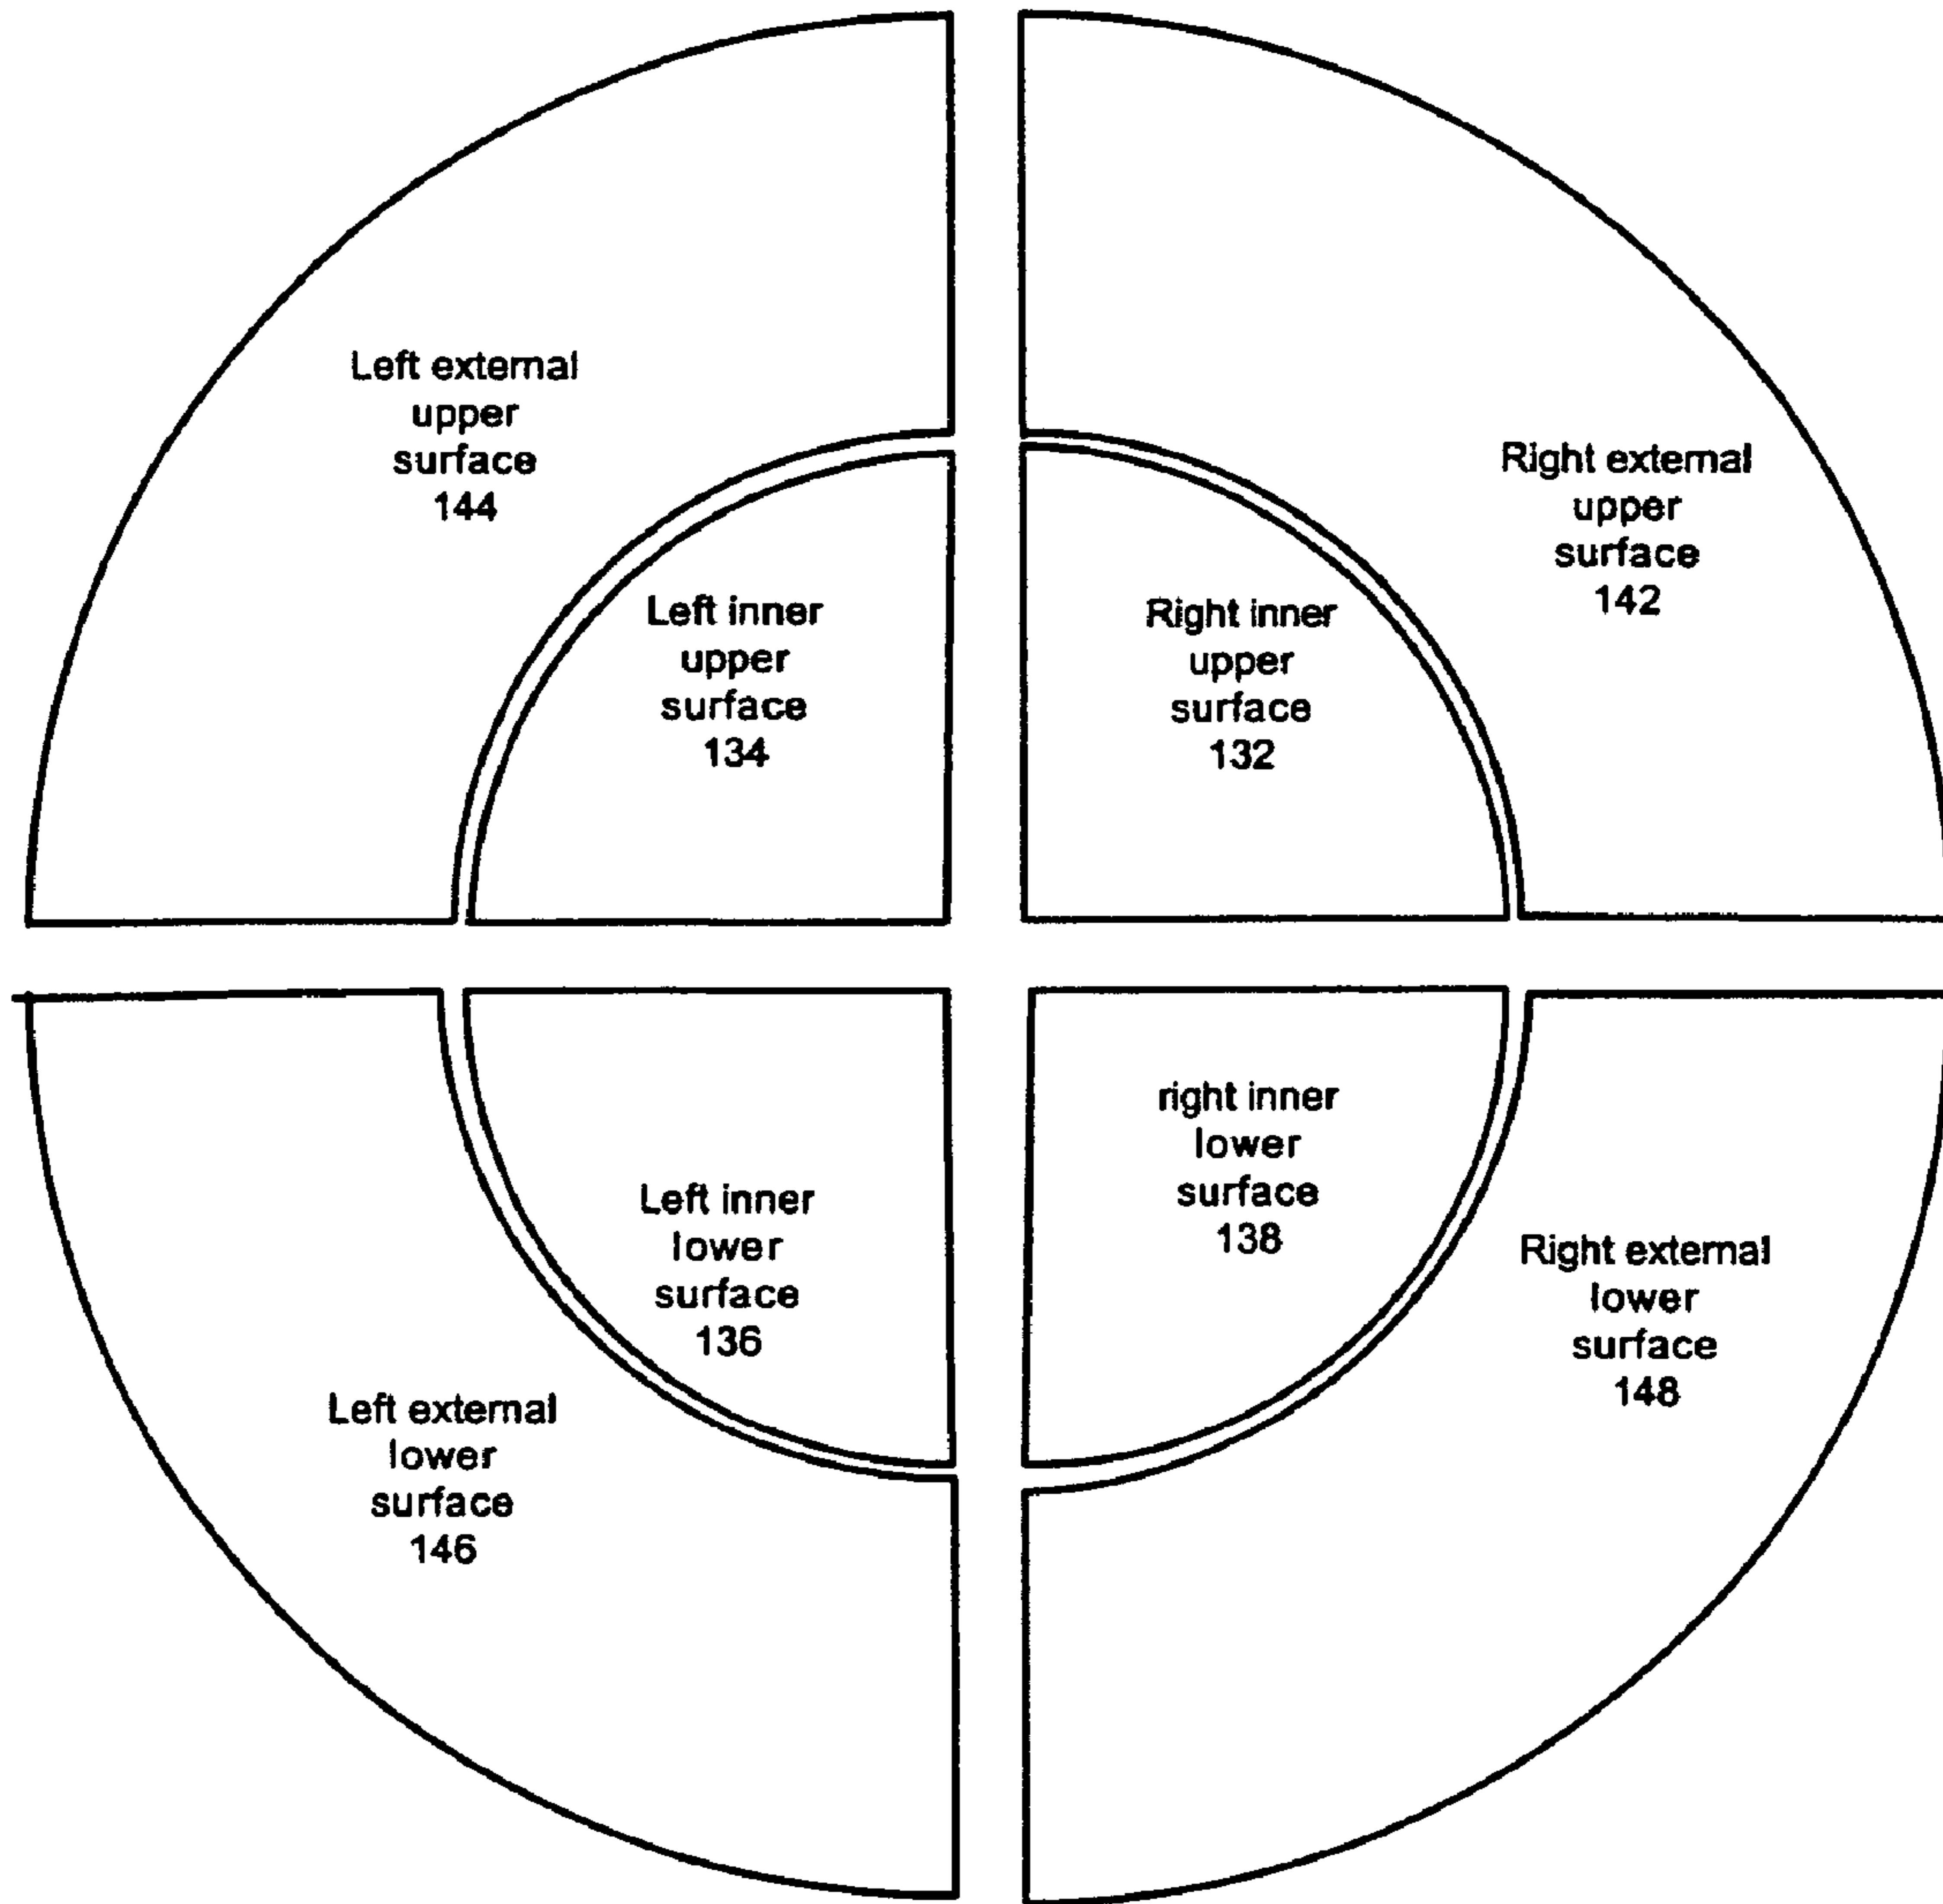 Left external
upper
surface
144
Right external
upper
surface
142
Left inner
upper
surface
134
Right inner
upper
surface
132
Left inner
lower
surface
136
right inner
lower
surface
138
Left external
lower
surface
146
Right external
lower
surface
148